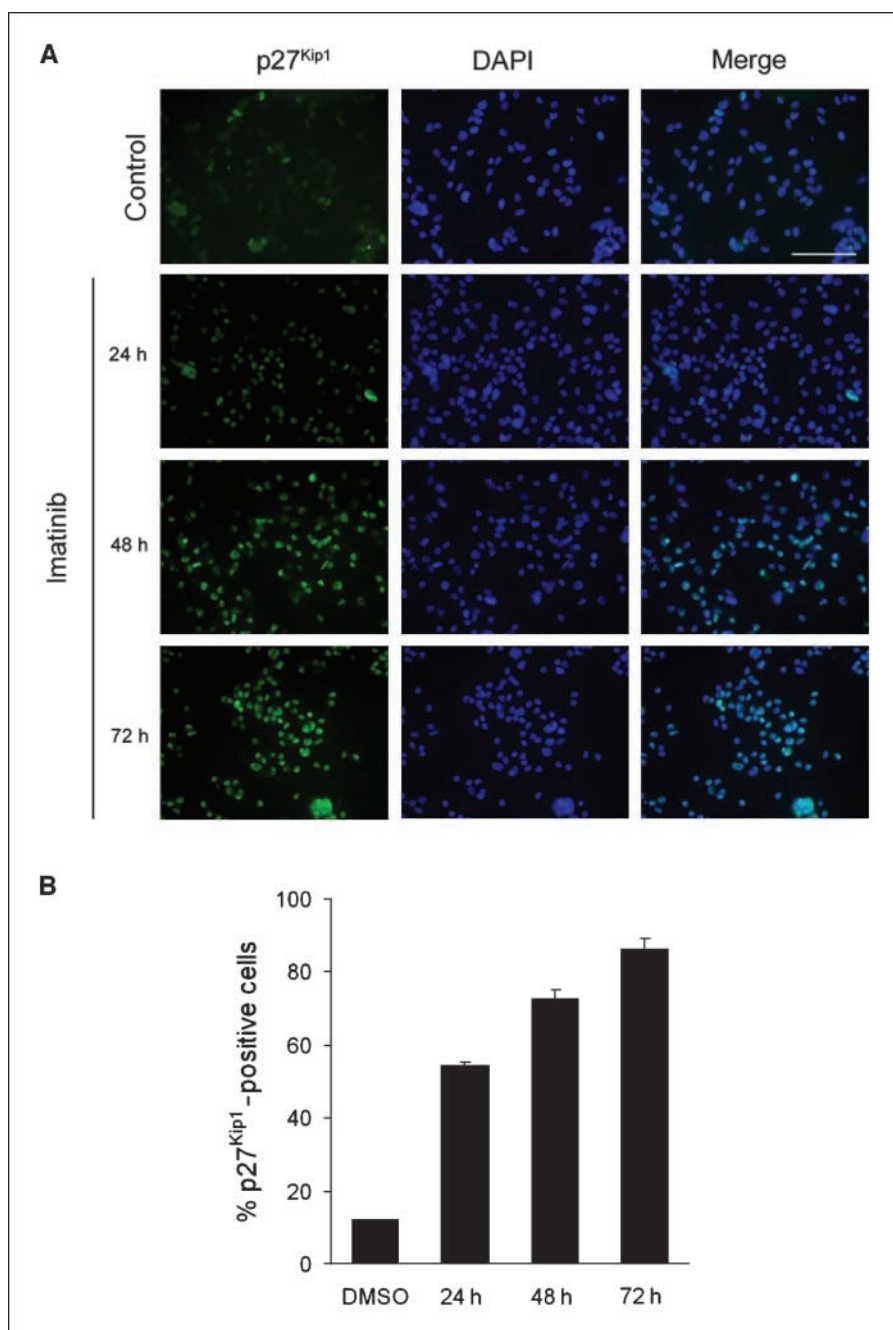 A
p27Kip1 DAPI Merge
Control
Imatinib
24 h
48 h
72 h
B
% p27Kip1 -positive cells
100
80
60
40
20
0
DMSO 24 h 48 h 72 h